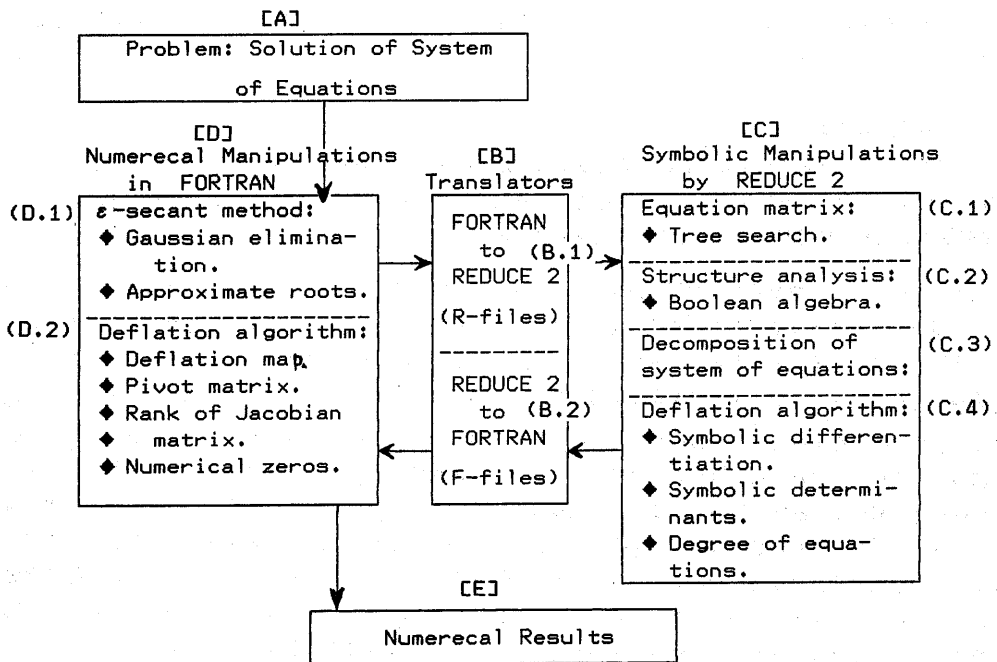 [A]
Problem: Solution of System
of Equations
[D]
Numerecal Manipulations
in FORTRAN
(D.1)
ε-secant method:
◆ Gaussian elimina-
tion.
◆ Approximate roots.
(D.2)
Deflation algorithm:
◆ Deflation map.
◆ Pivot matrix.
◆ Rank of Jacobian
◆ matrix.
◆ Numerical zeros.
[B]
Translators
FORTRAN
to (B.1)
REDUCE 2
(R-files)
REDUCE 2
to (B.2)
FORTRAN
(F-files)
[C]
Symbolic Manipulations
by REDUCE 2
Equation matrix: (C.1)
◆ Tree search.
Structure analysis: (C.2)
◆ Boolean algebra.
Decomposition of (C.3)
system of equations:
Deflation algorithm: (C.4)
◆ Symbolic differen-
tiation.
◆ Symbolic determi-
nants.
◆ Degree of equa-
tions.
[E]
Numerecal Results